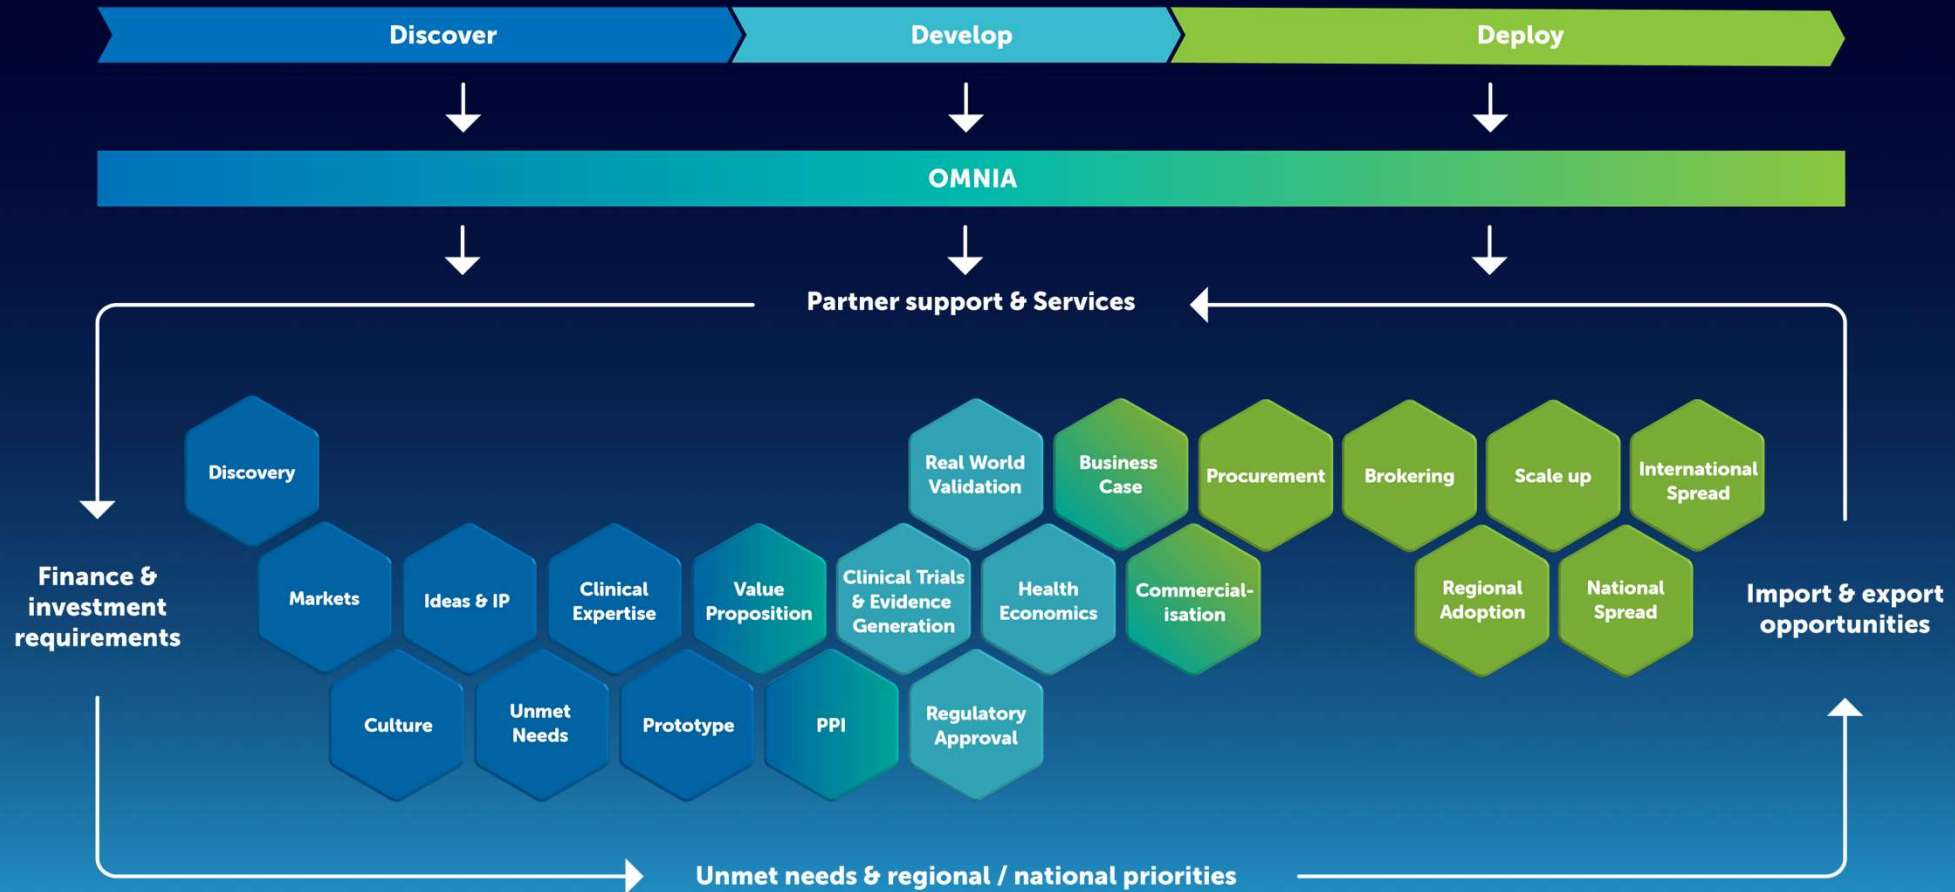 Discover
Develop
Deploy
OMNIA
Partner support & Services
Discovery
Real World
Validation
Business
Case
Procurement
Brokering
Scale up
International
Spread
Finance &
investment
requirements
Markets
Ideas & IP
Clinical
Expertise
Value
Proposition
Clinical Trials
& Evidence
Generation
Health
Economics
Commercial-
isation
Regional
Adoption
National
Spread
Import & export
opportunities
Culture
Unmet
Needs
Prototype
PPI
Regulatory
Approval
Unmet needs & regional / national priorities